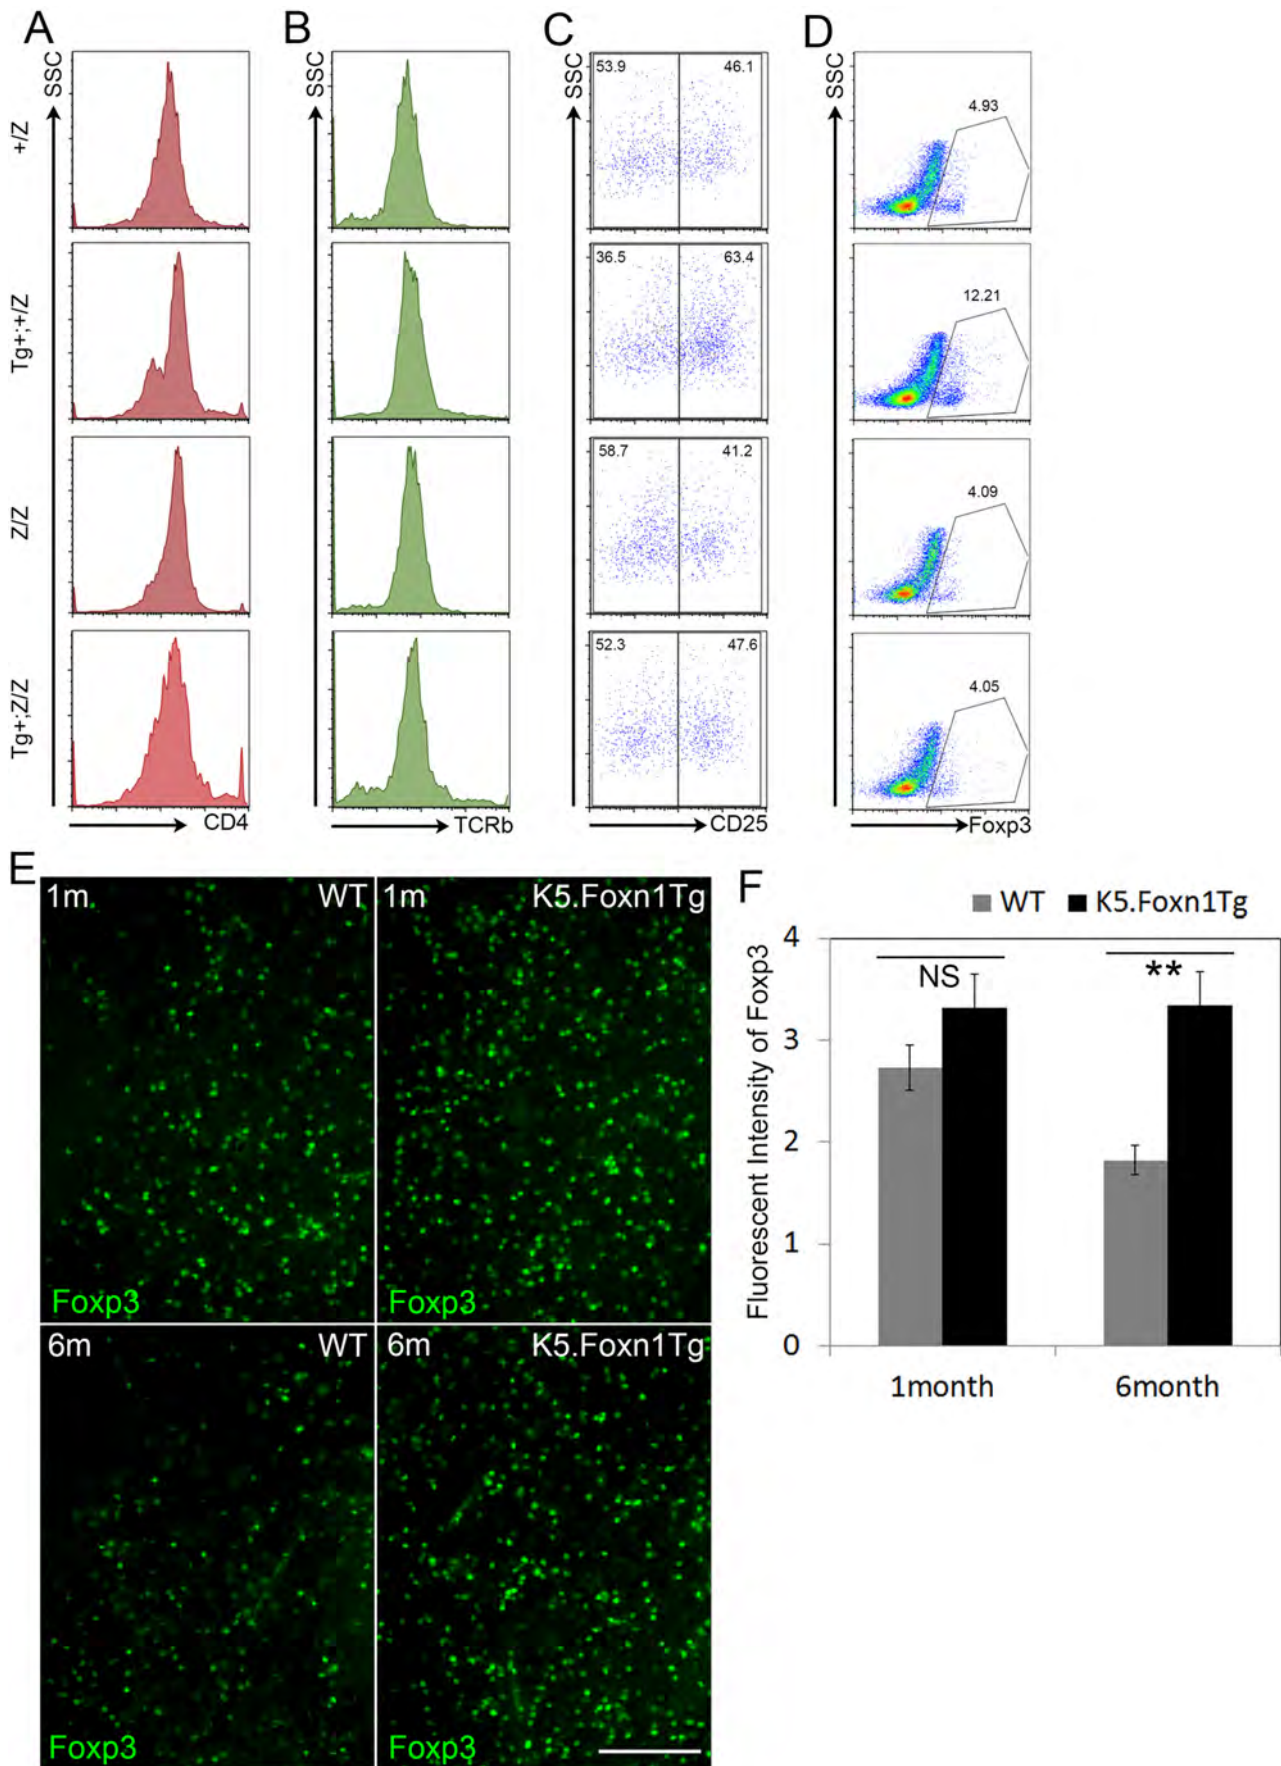 A
B
C
D
SSC
SSC
SSC
SSC
+/Z
53.9
46.1
4.93
Tg+;+/Z
36.5
63.4
12.21
Z/Z
58.7
41.2
4.09
Tg+;Z/Z
52.3
47.6
4.05
CD4
TCRb
CD25
Foxp3
E
1m
WT
1m
K5.Foxn1Tg
Foxp3
Foxp3
6m
WT
6m
K5.Foxn1Tg
Foxp3
Foxp3
F
WT
K5.Foxn1Tg
Fluorescent Intensity of Foxp3
4
3
2
1
0
NS
**
1month
6month